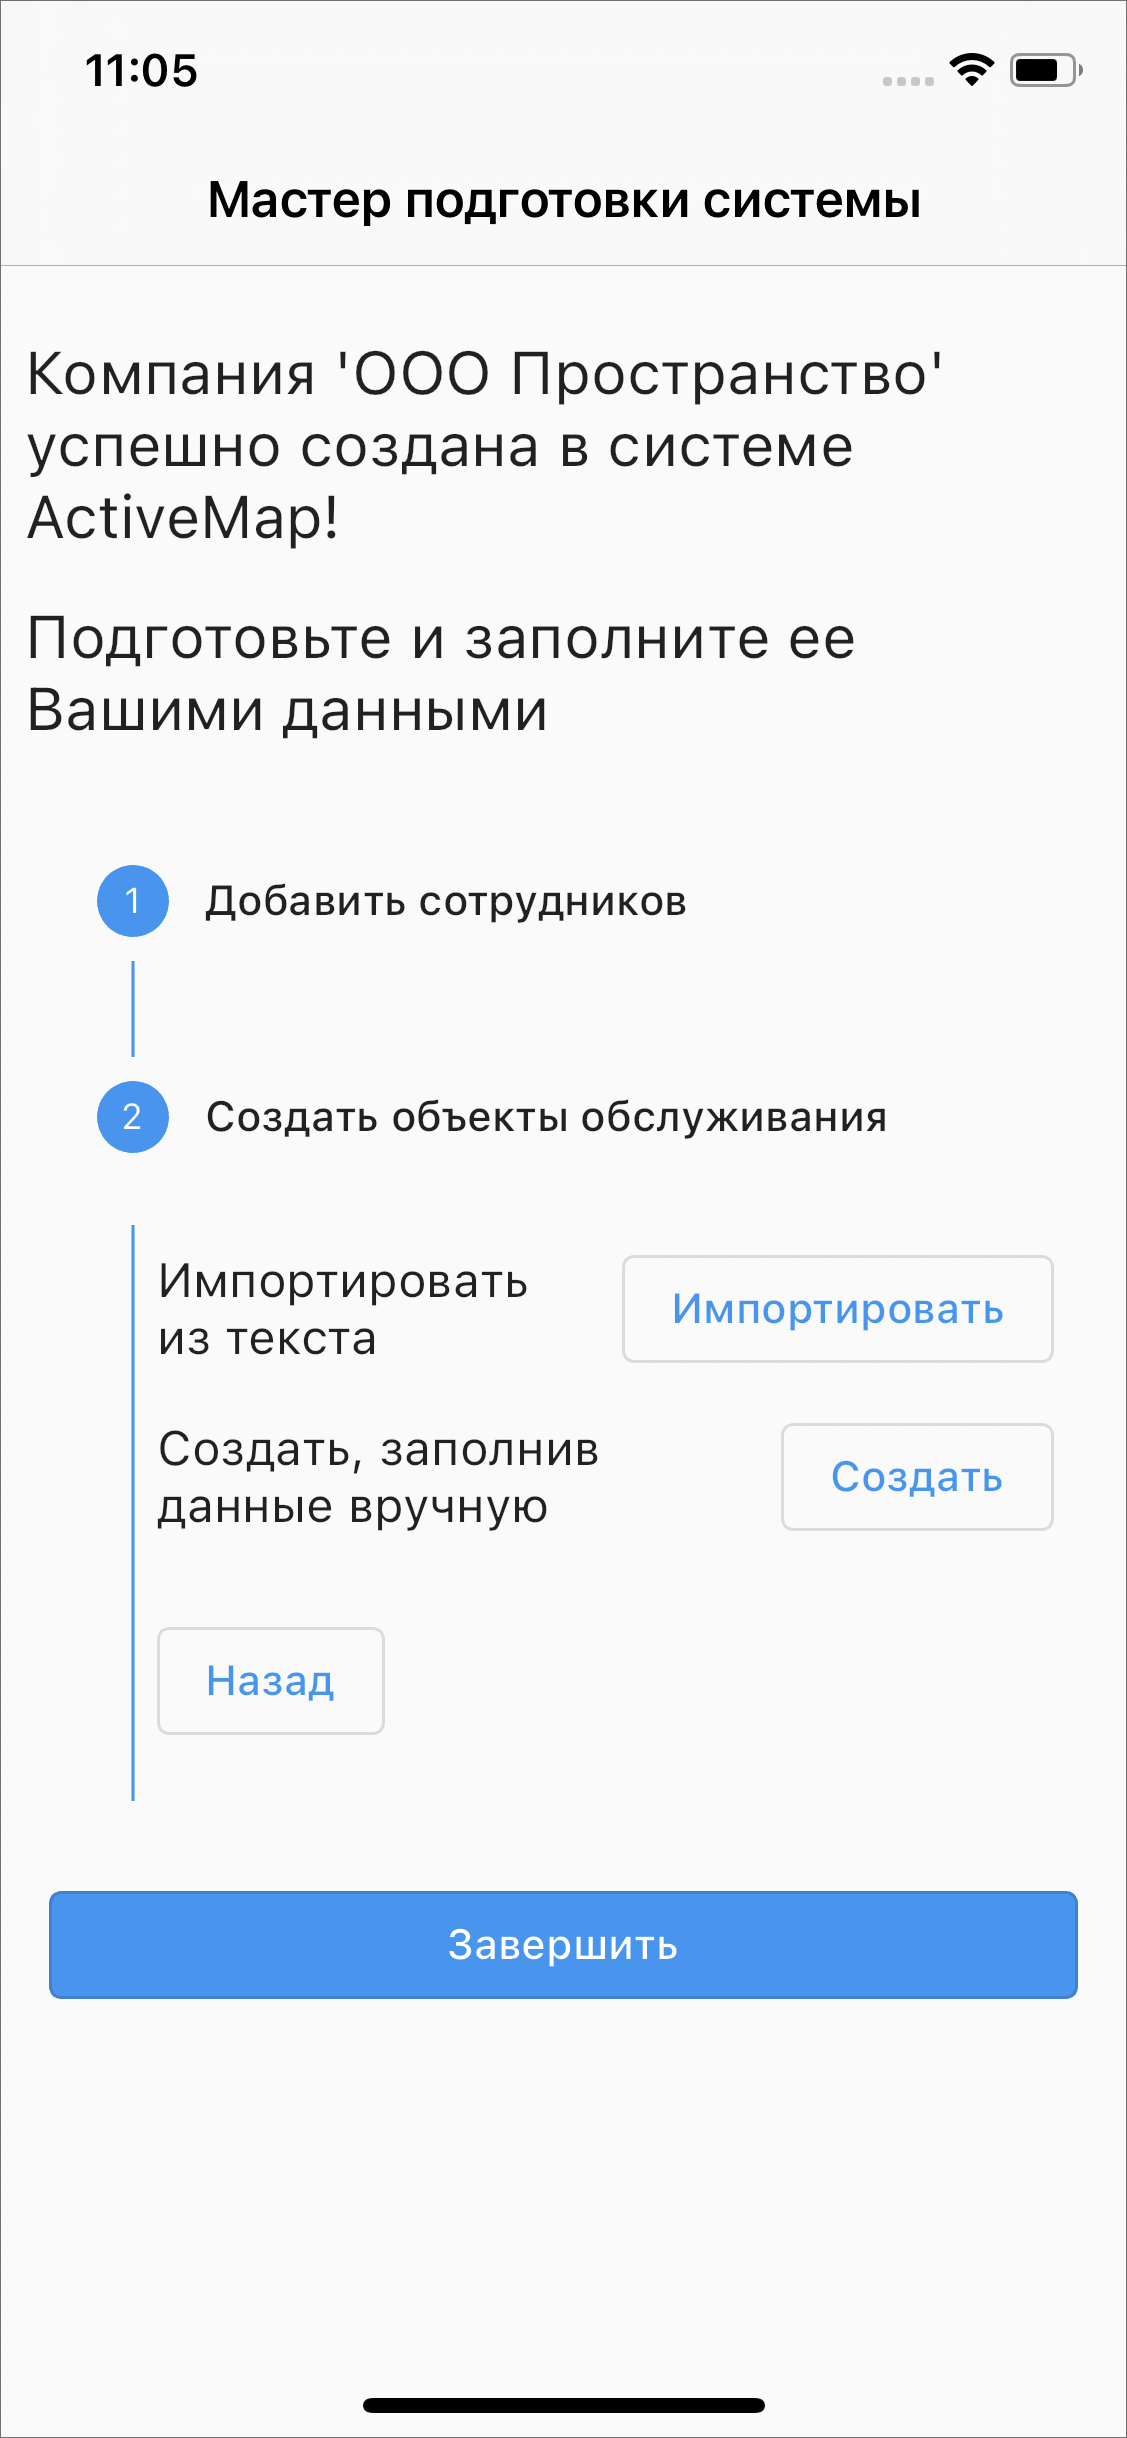 11:05
Мастер подготовки системы
Компания 'ООО Пространство'
успешно создана в системе
ActiveMap!
Подготовьте и заполните ее
Вашими данными
1 Добавить сотрудников
2 Создать объекты обслуживания
Импортировать
из текста
Импортировать
Создать, заполнив
данные вручную
Создать
Назад
Завершить